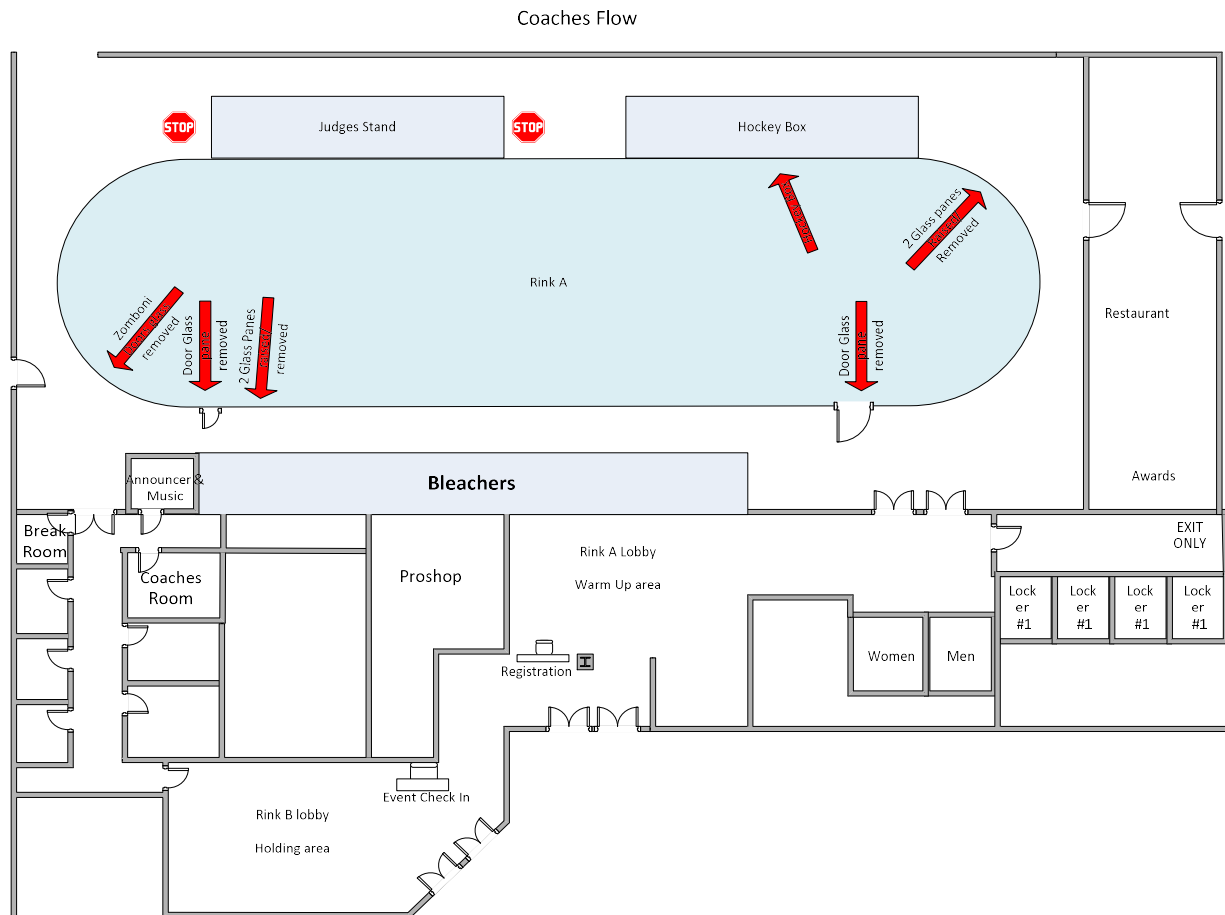 Coaches Flow
STOP
Judges Stand
STOP
Hockey Box
2 Glass panes
Removed
Rink A
Zomboni
removed
Door Glass
pane
removed
2 Glass Panes
removed
Door Glass
pane
removed
Restaurant
Awards
Bleachers
Announcer &
Music
Break
Room
Coaches
Room
Proshop
Rink A Lobby
Warm Up area
EXIT
ONLY
Lock
er
#1
Lock
er
#1
Lock
er
#1
Lock
er
#1
Women
Men
Registration
Event Check In
Rink B lobby
Holding area